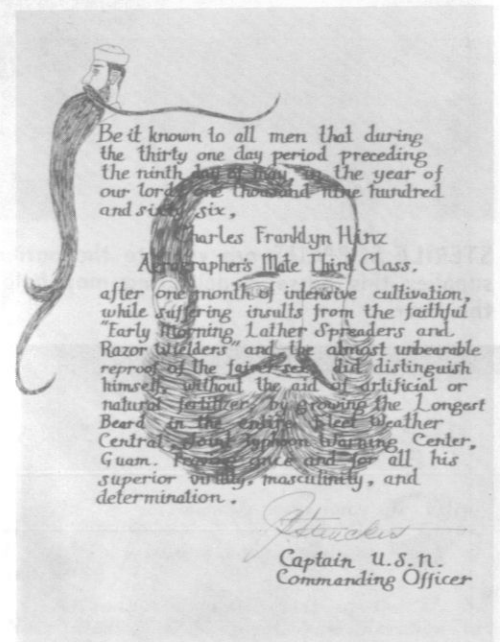 Be it known to all men that during
the thirty one day period preceding
the ninth day of may, in the year of
our lord, one thousand nine hundred
and sixty six,
Charles Franklyn Hinz
Aerographer's Mate Third Class,
after one month of intensive cultivation,
while suffering insults from the faithful
"Early Morning Lather Spreaders and
Razor Wielders" and the almost unbearable
reproof of the fairer sex, did distinguish
himself, without the aid of artificial or
natural fertilizer, by growing the Longest
Beard in the entire Fleet Weather
Central Joint Typhoon Warning Center,
Guam. Proving once and for all his
superior virility, masculinity, and
determination.
Captain U.S.N.
Commanding Officer